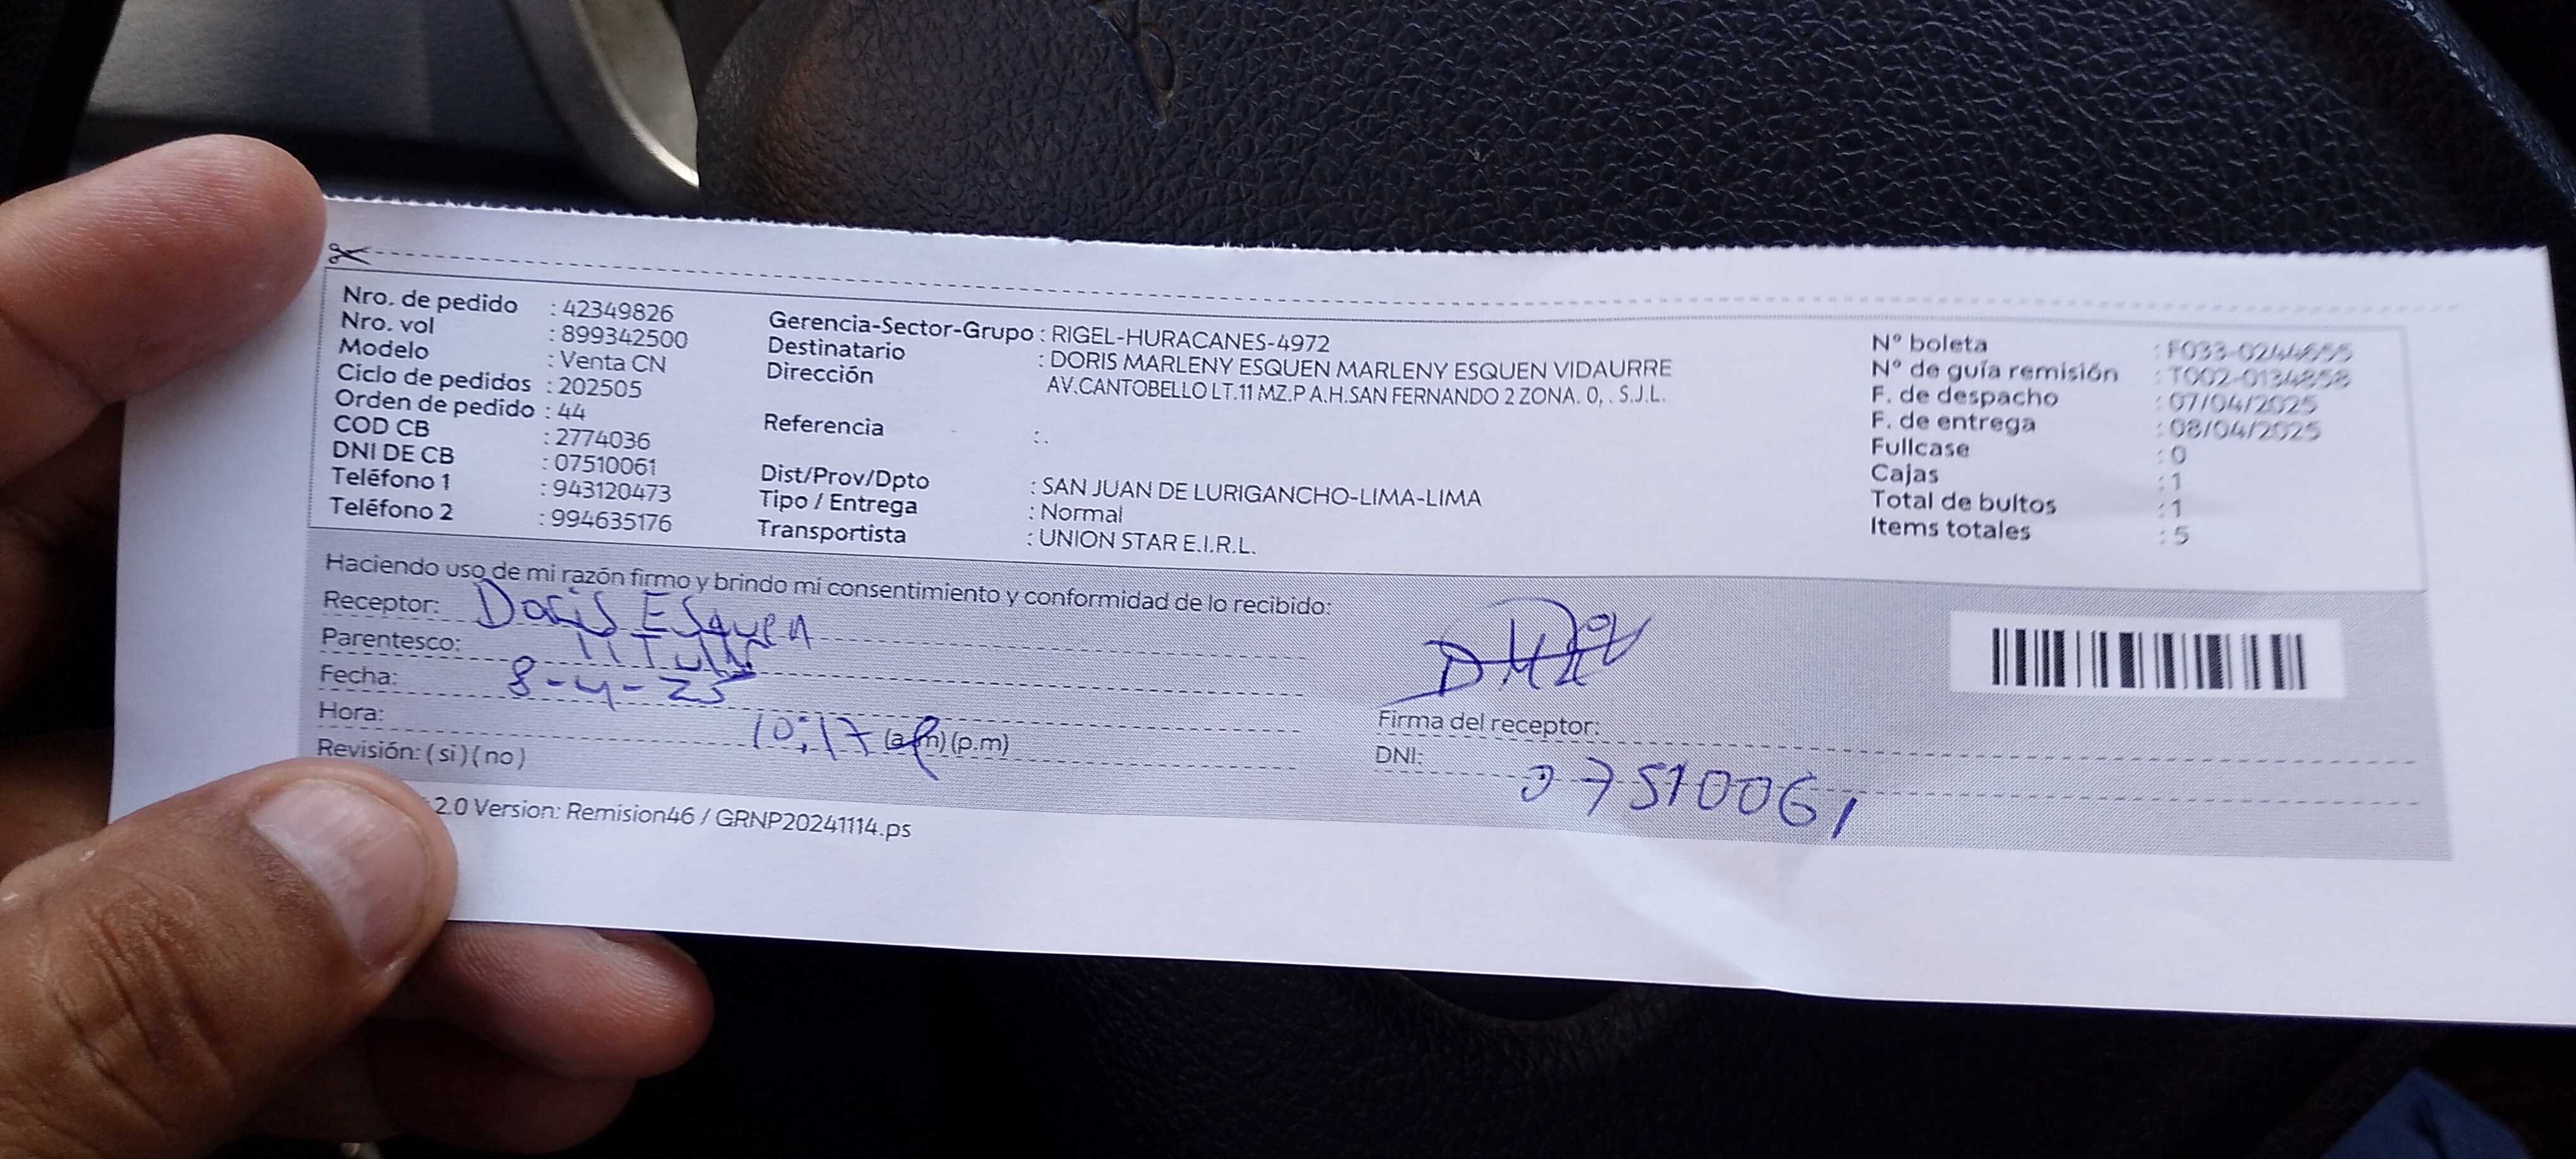 Nro. de pedido : 42349826
Nro. vol : 899342500
Modelo : Venta CN
Ciclo de pedidos : 202505
Orden de pedido : 44
COD CB : 2774036
DNI DE CB : 07510061
Teléfono 1 : 943120473
Teléfono 2 : 994635176
Gerencia-Sector-Grupo : RIGEL-HURACANES-4972
Destinatario : DORIS MARLENY ESQUEN MARLENY ESQUEN VIDAURRE
Dirección AV.CANTOBELLO LT.11 MZ.P A.H.SAN FERNANDO 2 ZONA. 0, . S.J.L.
Referencia : .
Dist/Prov/Dpto : SAN JUAN DE LURIGANCHO-LIMA-LIMA
Tipo / Entrega : Normal
Transportista : UNION STAR E.I.R.L.
N° boleta : F033-0244655
N° de guía remisión : T002-0134858
F. de despacho : 07/04/2025
F. de entrega : 08/04/2025
Fullcase : 0
Cajas : 1
Total de bultos : 1
Items totales : 5
Haciendo uso de mi razón firmo y brindo mi consentimiento y conformidad de lo recibido:
Receptor: Doris Esquen
Parentesco: Titular
Fecha: 8-4-25
Hora: 10:17 (a.m) (p.m)
Revisión: ( si ) ( no )
Firma del receptor:
DNI: 07510061
2.0 Version: Remision46 / GRNP20241114.ps